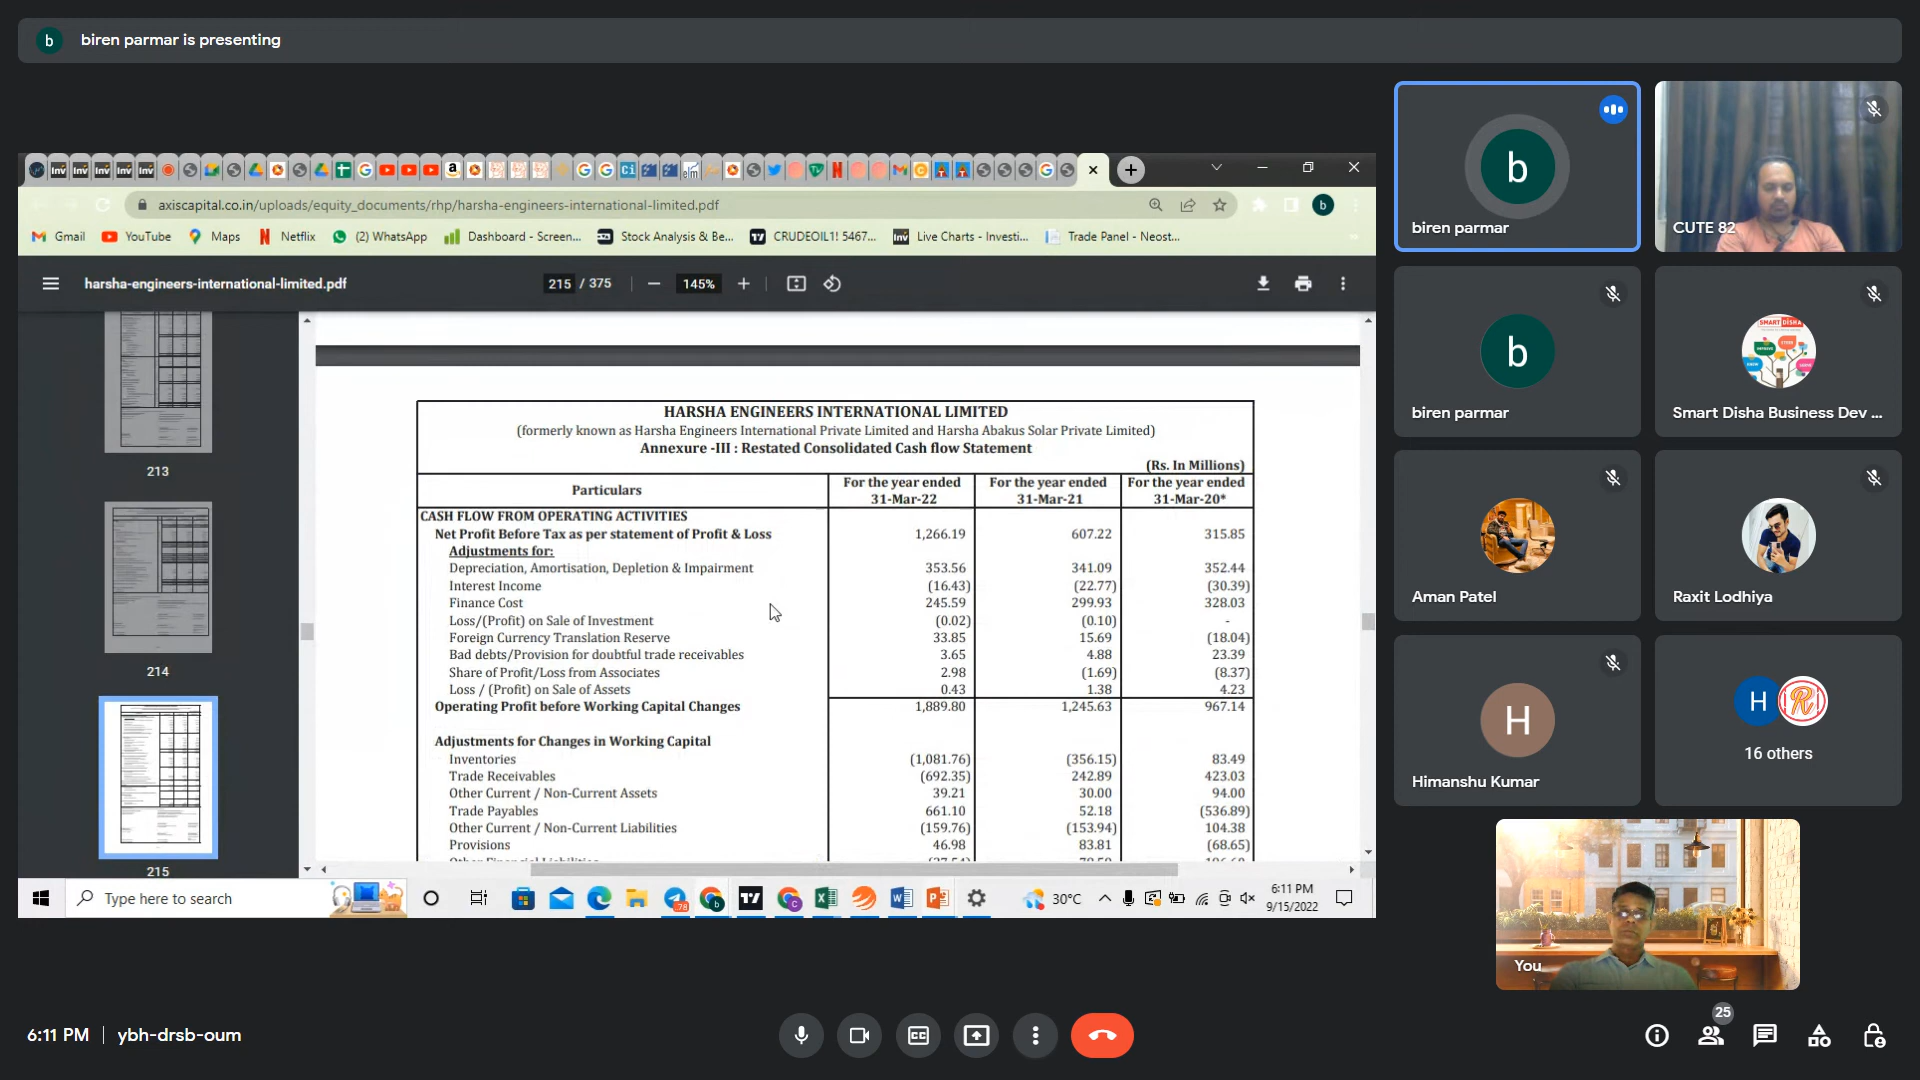 b biren parmar is presenting
axiscapital.co.in/uploads/equity_documents/rhp/harsha-engineers-international-limited.pdf
b
Gmail YouTube Maps Netflix (2) WhatsApp Dashboard - Screen... Stock Analysis & Be... CRUDEOIL1! 5467... Live Charts - Investi... Trade Panel - Neost...
harsha-engineers-international-limited.pdf 215 / 375 145%
213
214
215
HARSHA ENGINEERS INTERNATIONAL LIMITED
(formerly known as Harsha Engineers International Private Limited and Harsha Abakus Solar Private Limited)
Annexure -III : Restated Consolidated Cash flow Statement
(Rs. In Millions)
Particulars For the year ended 31-Mar-22 For the year ended 31-Mar-21 For the year ended 31-Mar-20*
CASH FLOW FROM OPERATING ACTIVITIES
Net Profit Before Tax as per statement of Profit & Loss 1,266.19 607.22 315.85
Adjustments for:
Depreciation, Amortisation, Depletion & Impairment 353.56 341.09 352.44
Interest Income (16.43) (22.77) (30.39)
Finance Cost 245.59 299.93 328.03
Loss/(Profit) on Sale of Investment (0.02) (0.10) -
Foreign Currency Translation Reserve 33.85 15.69 (18.04)
Bad debts/Provision for doubtful trade receivables 3.65 4.88 23.39
Share of Profit/Loss from Associates 2.98 (1.69) (8.37)
Loss / (Profit) on Sale of Assets 0.43 1.38 4.23
Operating Profit before Working Capital Changes 1,889.80 1,245.63 967.14
Adjustments for Changes in Working Capital
Inventories (1,081.76) (356.15) 83.49
Trade Receivables (692.35) 242.89 423.03
Other Current / Non-Current Assets 39.21 30.00 94.00
Trade Payables 661.10 52.18 (536.89)
Other Current / Non-Current Liabilities (159.76) (153.94) 104.38
Provisions 46.98 83.81 (68.65)
Type here to search
30°C
6:11 PM
9/15/2022
b
biren parmar
CUTE 82
b
biren parmar
SMART DISHA
Smart Disha Business Dev ...
Aman Patel
Raxit Lodhiya
H
Himanshu Kumar
H R
16 others
You
6:11 PM | ybh-drsb-oum
25